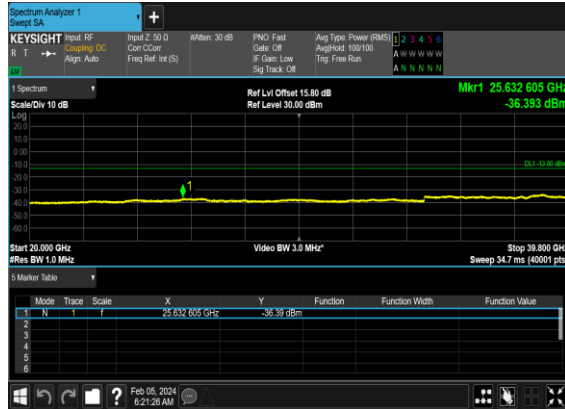 Spectrum Analyzer 1
Swept SA
+
KEYSIGHT Input: RF Input Z: 50 Ω #Atten: 30 dB PNO: Fast Avg Type: Power (RMS) 1 2 3 4 5 6
R T Coupling: DC Corr CCorr Gate: Off Avg|Hold: 100/100 A W W W W W
Align: Auto Freq Ref: Int (S) IF Gain: Low Trig: Free Run
Sig Track: Off A N N N N N
1 Spectrum Ref Lvl Offset 15.80 dB Mkr1 25.632 605 GHz
Scale/Div 10 dB Ref Level 30.00 dBm -36.393 dBm
Log
20.0
10.0
0.00
-10.0
DL1 -13.00 dBm
-20.0
1
-30.0
-40.0
-50.0
-60.0
Start 20.000 GHz Video BW 3.0 MHz* Stop 39.800 GHz
#Res BW 1.0 MHz Sweep 34.7 ms (40001 pts)
5 Marker Table
Mode Trace Scale X Y Function Function Width Function Value
1 N 1 f 25.632 605 GHz -36.39 dBm
2
3
4
5
6
? Feb 05, 2024
6:21:26 AM